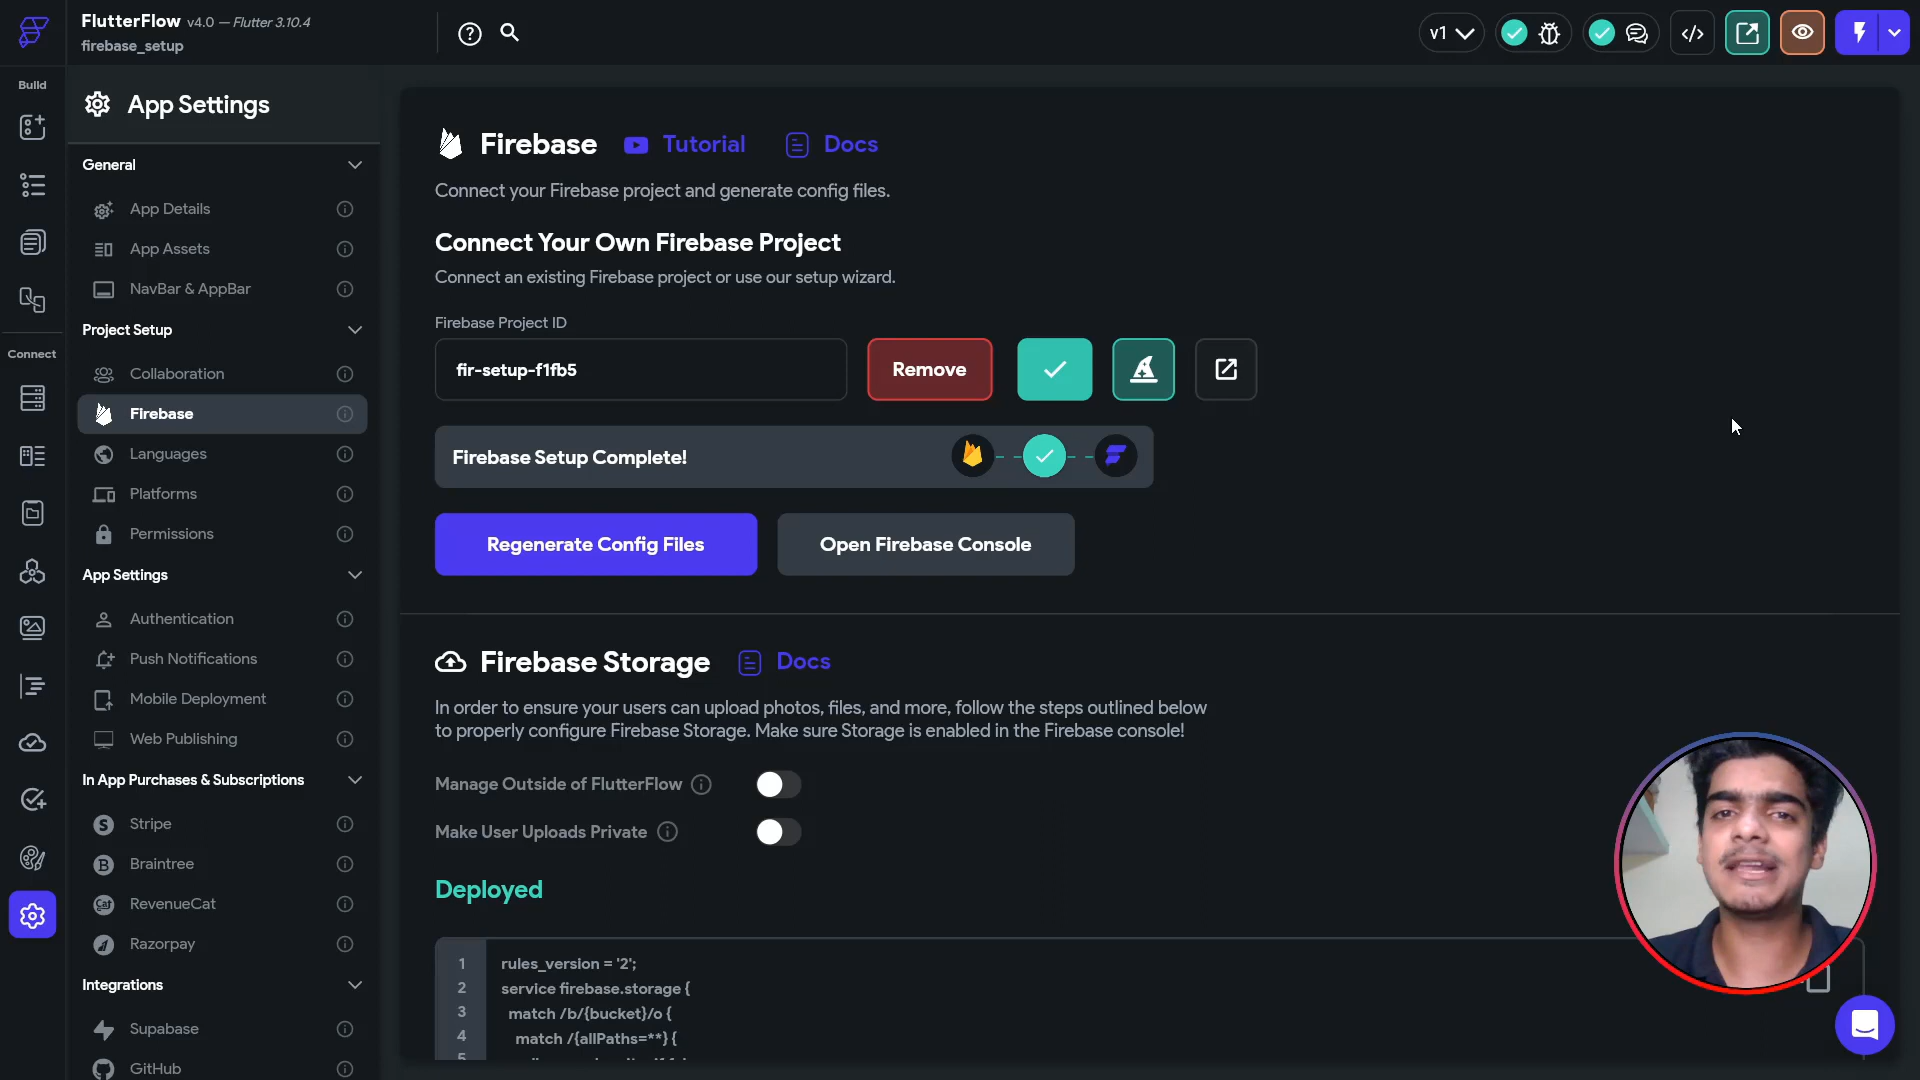 FlutterFlow v4.0 — Flutter 3.10.4
firebase_setup
v1
Build
Connect
App Settings
General
App Details
App Assets
NavBar & AppBar
Project Setup
Collaboration
Firebase
Languages
Platforms
Permissions
App Settings
Authentication
Push Notifications
Mobile Deployment
Web Publishing
In App Purchases & Subscriptions
Stripe
Braintree
RevenueCat
Razorpay
Integrations
Supabase
GitHub
Firebase Tutorial Docs
Connect your Firebase project and generate config files.
Connect Your Own Firebase Project
Connect an existing Firebase project or use our setup wizard.
Firebase Project ID
fir-setup-f1fb5 Remove
Firebase Setup Complete!
Regenerate Config Files Open Firebase Console
Firebase Storage Docs
In order to ensure your users can upload photos, files, and more, follow the steps outlined below
to properly configure Firebase Storage. Make sure Storage is enabled in the Firebase console!
Manage Outside of FlutterFlow
Make User Uploads Private
Deployed
1 rules_version = '2';
2 service firebase.storage {
3 match /b/{bucket}/o {
4 match /{allPaths=**} {
5